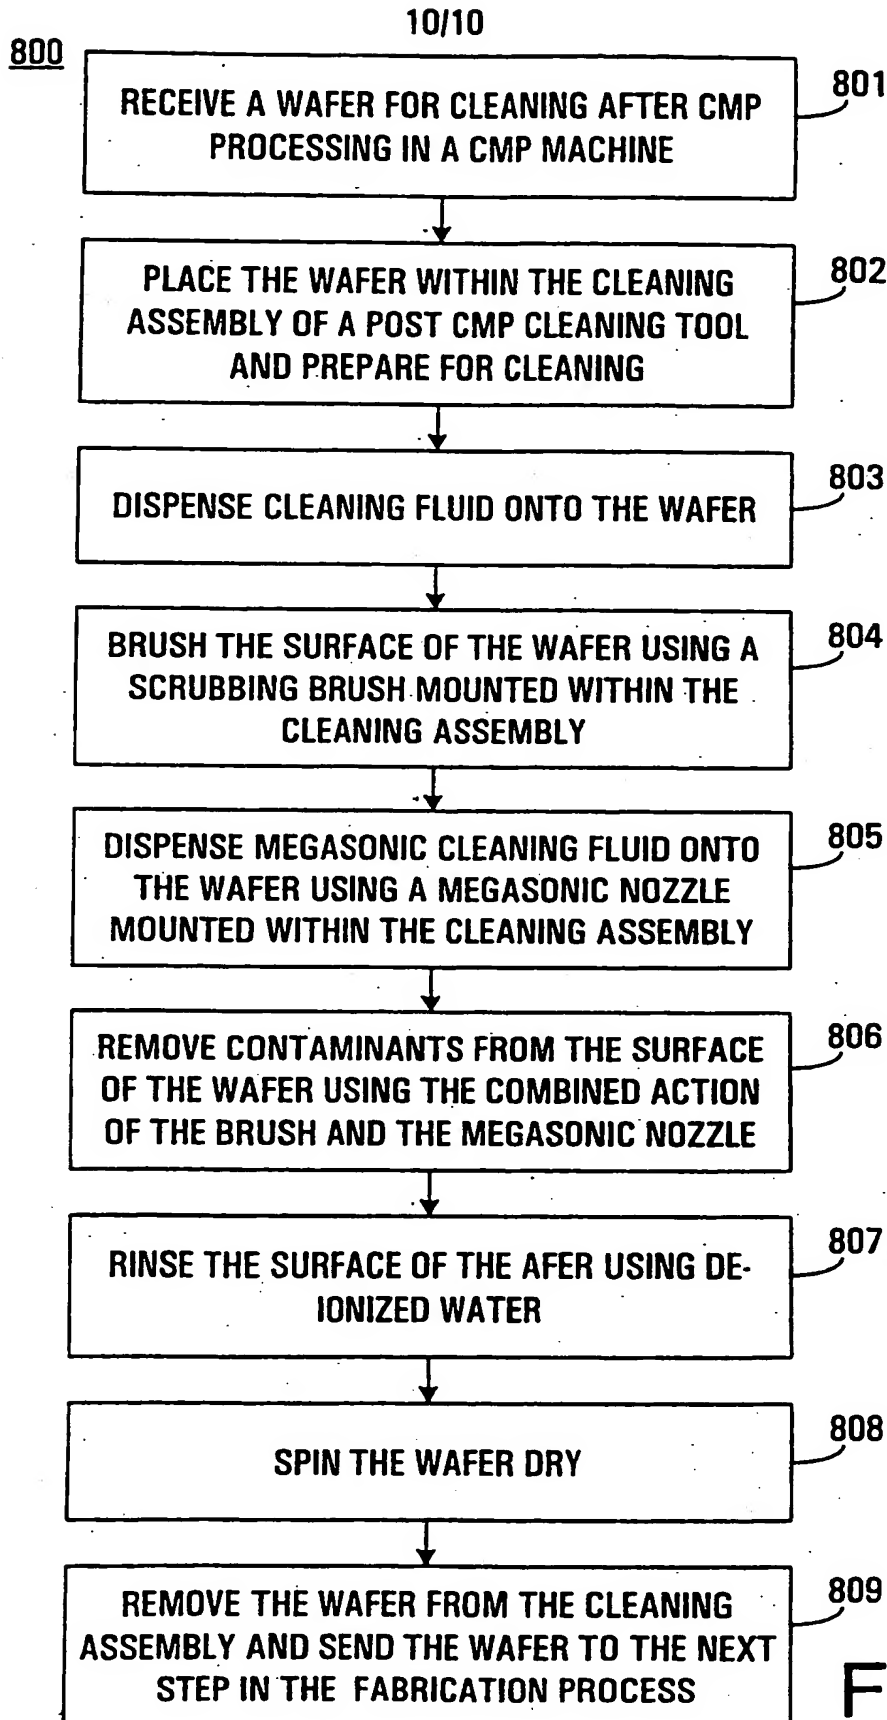 10/10
800
801
RECEIVE A WAFER FOR CLEANING AFTER CMP
PROCESSING IN A CMP MACHINE
802
PLACE THE WAFER WITHIN THE CLEANING
ASSEMBLY OF A POST CMP CLEANING TOOL
AND PREPARE FOR CLEANING
803
DISPENSE CLEANING FLUID ONTO THE WAFER
804
BRUSH THE SURFACE OF THE WAFER USING A
SCRUBBING BRUSH MOUNTED WITHIN THE
CLEANING ASSEMBLY
805
DISPENSE MEGASONIC CLEANING FLUID ONTO
THE WAFER USING A MEGASONIC NOZZLE
MOUNTED WITHIN THE CLEANING ASSEMBLY
806
REMOVE CONTAMINANTS FROM THE SURFACE
OF THE WAFER USING THE COMBINED ACTION
OF THE BRUSH AND THE MEGASONIC NOZZLE
807
RINSE THE SURFACE OF THE AFER USING DE-
IONIZED WATER
808
SPIN THE WAFER DRY
809
REMOVE THE WAFER FROM THE CLEANING
ASSEMBLY AND SEND THE WAFER TO THE NEXT
STEP IN THE FABRICATION PROCESS
F